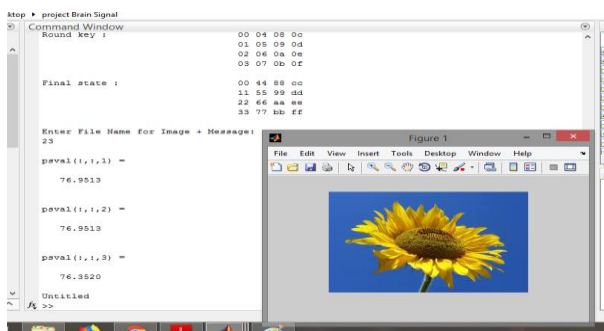 ktop ▸ project Brain Signal
Command Window
Round key :
00 04 08 0c
01 05 09 0d
02 06 0a 0e
03 07 0b 0f
Final state :
00 44 88 cc
11 55 99 dd
22 66 aa ee
33 77 bb ff
Enter File Name for Image + Message:
23
psval(:,:,1) =
76.9513
psval(:,:,2) =
76.9513
psval(:,:,3) =
76.3520
Untitled
fx >>
Figure 1
File Edit View Insert Tools Desktop Window Help